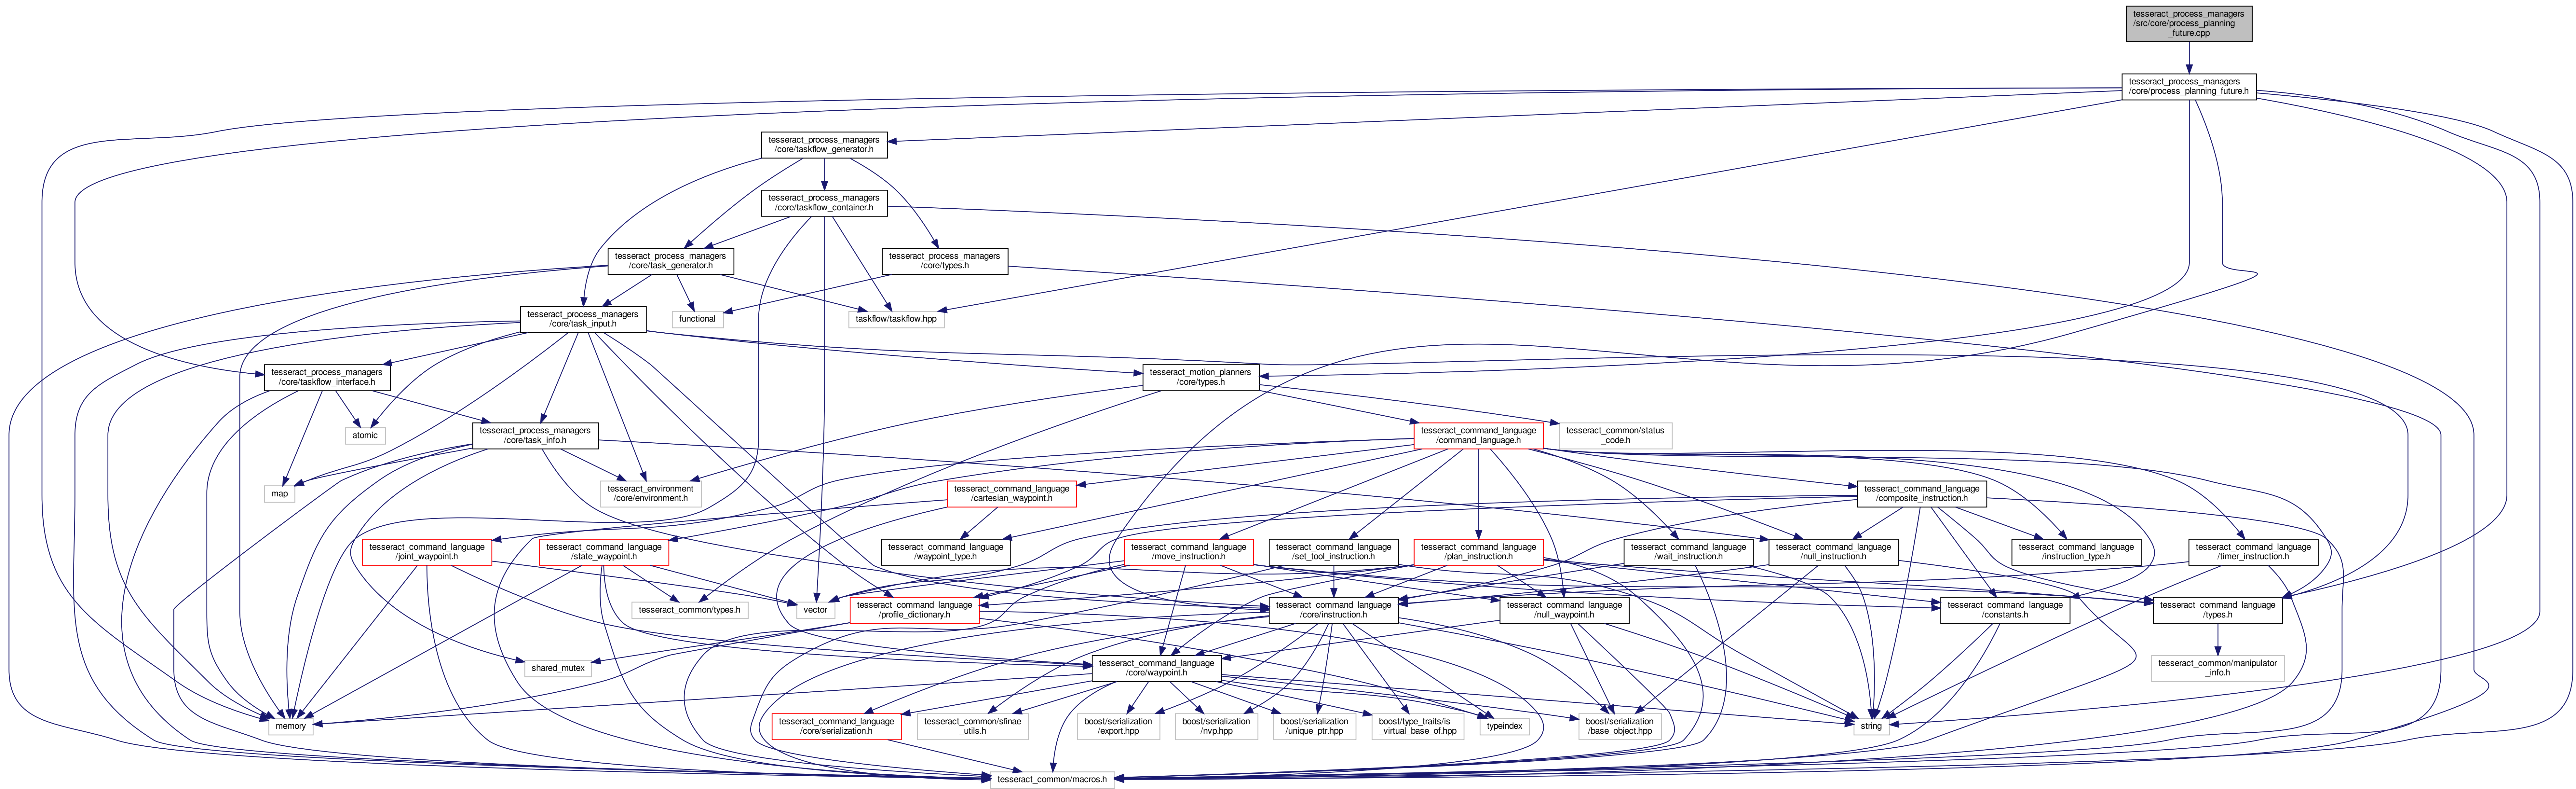 tesseract_process_managers
/src/core/process_planning
_future.cpp
tesseract_process_managers
/core/process_planning_future.h
tesseract_process_managers
/core/taskflow_generator.h
tesseract_process_managers
/core/taskflow_container.h
tesseract_process_managers
/core/task_generator.h
tesseract_process_managers
/core/types.h
tesseract_process_managers
/core/task_input.h
functional
taskflow/taskflow.hpp
tesseract_process_managers
/core/taskflow_interface.h
tesseract_motion_planners
/core/types.h
atomic
tesseract_process_managers
/core/task_info.h
tesseract_command_language
/command_language.h
tesseract_common/status
_code.h
map
tesseract_environment
/core/environment.h
tesseract_command_language
/cartesian_waypoint.h
tesseract_command_language
/composite_instruction.h
tesseract_command_language
/joint_waypoint.h
tesseract_command_language
/state_waypoint.h
tesseract_command_language
/waypoint_type.h
tesseract_command_language
/move_instruction.h
tesseract_command_language
/set_tool_instruction.h
tesseract_command_language
/plan_instruction.h
tesseract_command_language
/wait_instruction.h
tesseract_command_language
/null_instruction.h
tesseract_command_language
/instruction_type.h
tesseract_command_language
/timer_instruction.h
tesseract_common/types.h
vector
tesseract_command_language
/profile_dictionary.h
tesseract_command_language
/core/instruction.h
tesseract_command_language
/null_waypoint.h
tesseract_command_language
/constants.h
tesseract_command_language
/types.h
shared_mutex
tesseract_command_language
/core/waypoint.h
tesseract_common/manipulator
_info.h
memory
tesseract_command_language
/core/serialization.h
tesseract_common/sfinae
_utils.h
boost/serialization
/export.hpp
boost/serialization
/nvp.hpp
boost/serialization
/unique_ptr.hpp
boost/type_traits/is
_virtual_base_of.hpp
typeindex
boost/serialization
/base_object.hpp
string
tesseract_common/macros.h